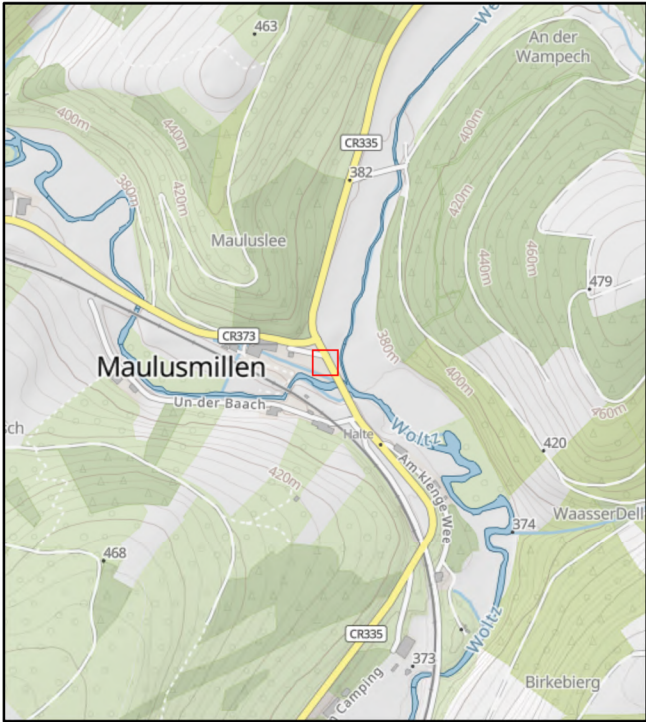 463
An der
Wampech
400m
440m
400m
CR335
382
380m
420m
420m
Mauluslee
440m
460m
479
CR373
380m
Maulusmillen
400m
460m
Un der Baach
Woltz
Halte
420
420m
Am-Klenge-Wee
WaasserDell
374
468
CR335
Woltz
373
Camping
Birkebierg